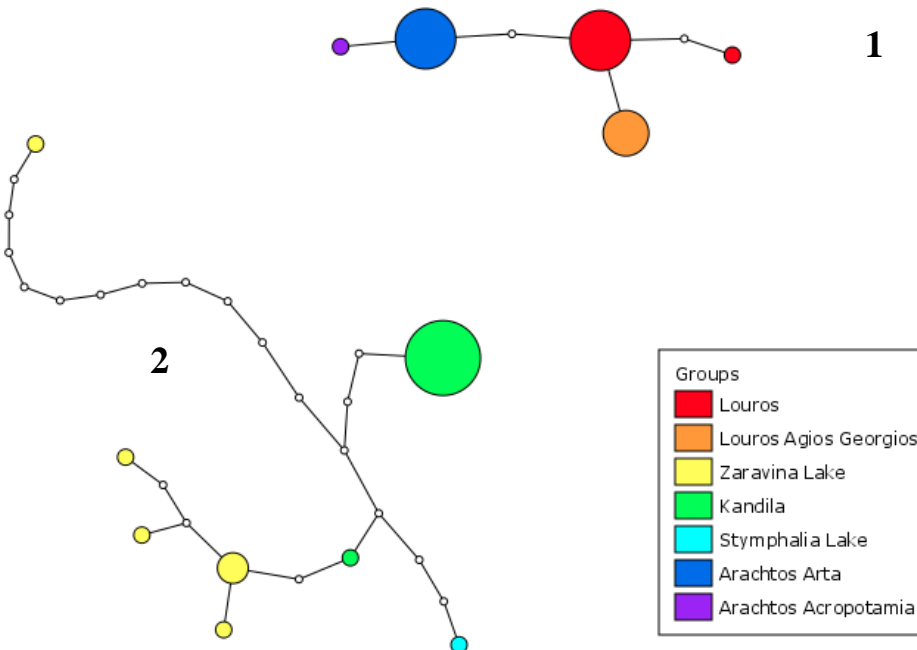 1
2
Groups
Louros
Louros Agios Georgios
Zaravina Lake
Kandila
Stymphalia Lake
Arachtos Arta
Arachtos Acropotamia